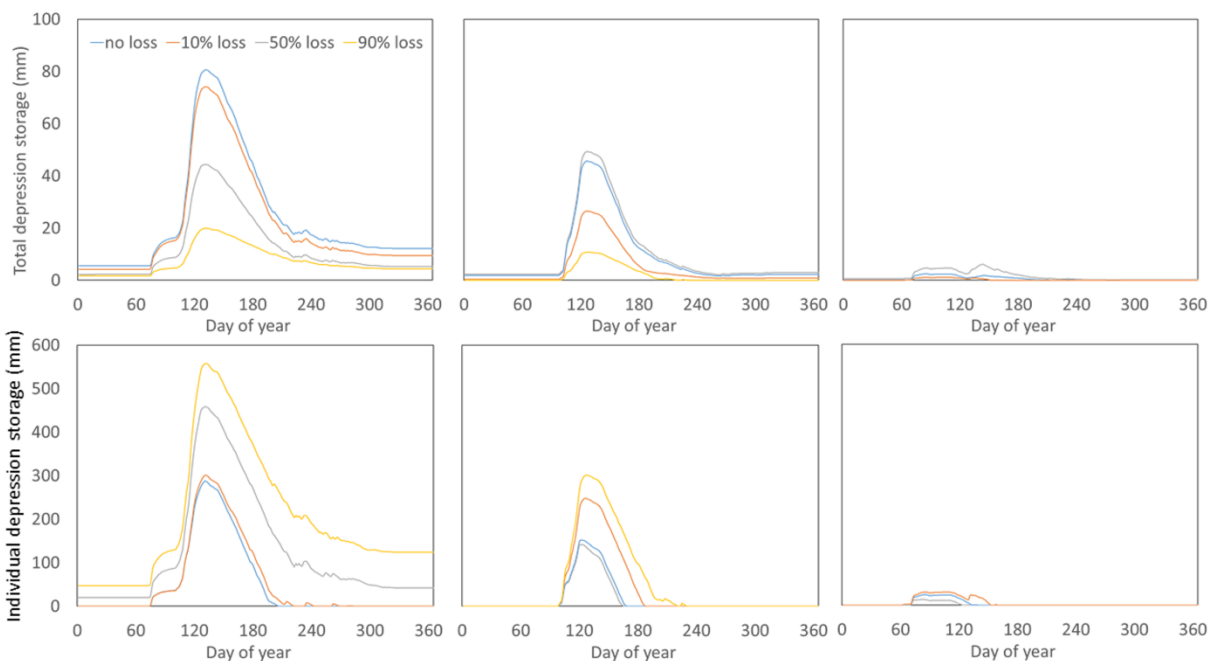 Total depression storage (mm)
100
80
60
40
20
0
no loss 10% loss 50% loss 90% loss
0 60 120 180 240 300 360
Day of year
0 60 120 180 240 300 360
Day of year
0 60 120 180 240 300 360
Day of year
Individual depression storage (mm)
600
500
400
300
200
100
0
0 60 120 180 240 300 360
Day of year
0 60 120 180 240 300 360
Day of year
0 60 120 180 240 300 360
Day of year